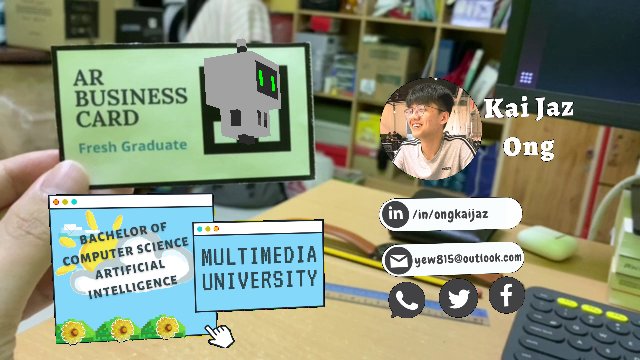 AR
BUSINESS
CARD
Fresh Graduate
Kai Jaz
Ong
in /in/ongkaijaz
yew815@outlook.com
BACHELOR OF
COMPUTER SCIENCE
ARTIFICIAL
INTELLIGENCE
MULTIMEDIA
UNIVERSITY